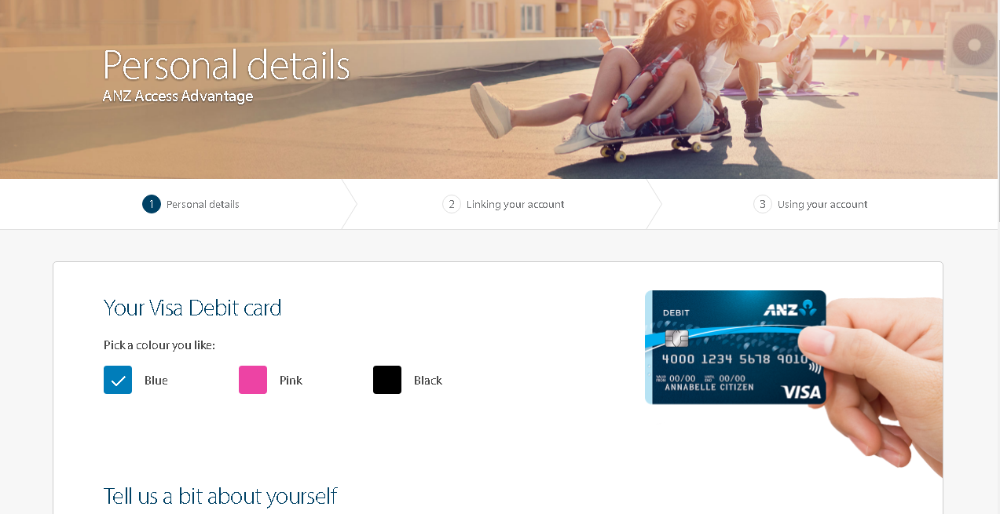 Personal details
ANZ Access Advantage
1 Personal details
2 Linking your account
3 Using your account
Your Visa Debit card
Pick a colour you like:
Blue
Pink
Black
DEBIT
ANZ
4000 1234 5678 9010
VALID FROM 00/00 UNTIL END 00/00
ANNABELLE CITIZEN
VISA
Tell us a bit about yourself